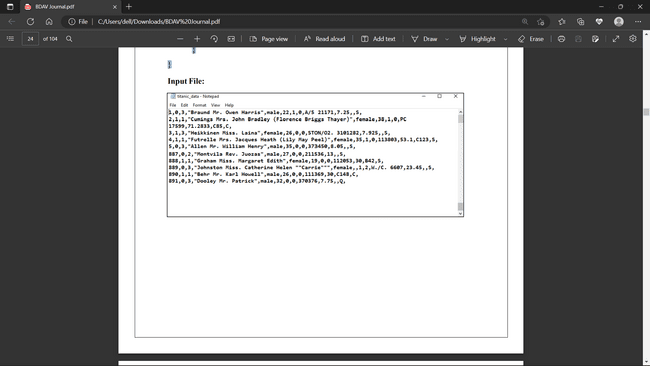 BDAV Journal.pdf
File | C:/Users/dell/Downloads/BDAV%20Journal.pdf
24 of 104 Page view Read aloud Add text Draw Highlight Erase
}
}
Input File:
titanic_data - Notepad
File Edit Format View Help
1,0,3,"Braund Mr. Owen Harris",male,22,1,0,A/5 21171,7.25,,S,
2,1,1,"Cumings Mrs. John Bradley (Florence Briggs Thayer)",female,38,1,0,PC
17599,71.2833,C85,C,
3,1,3,"Heikkinen Miss. Laina",female,26,0,0,STON/O2. 3101282,7.925,,S,
4,1,1,"Futrelle Mrs. Jacques Heath (Lily May Peel)",female,35,1,0,113803,53.1,C123,S,
5,0,3,"Allen Mr. William Henry",male,35,0,0,373450,8.05,,S,
887,0,2,"Montvila Rev. Juozas",male,27,0,0,211536,13,,S,
888,1,1,"Graham Miss. Margaret Edith",female,19,0,0,112053,30,B42,S,
889,0,3,"Johnston Miss. Catherine Helen ""Carrie""",female,,1,2,W./C. 6607,23.45,,S,
890,1,1,"Behr Mr. Karl Howell",male,26,0,0,111369,30,C148,C,
891,0,3,"Dooley Mr. Patrick",male,32,0,0,370376,7.75,,Q,